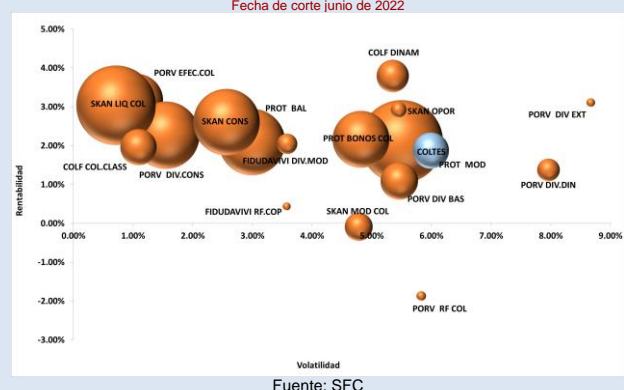 Fecha de corte junio de 2022
5.00%
4.00%
3.00%
2.00%
1.00%
0.00%
-1.00%
-2.00%
-3.00%
Rentabilidad
COLF DINAM
PORV EFEC.COL
SKAN LIQ COL
PROT BAL
SKAN OPOR
PORV DIV EXT
SKAN CONS
PROT BONOS COL
COLTES
FIDUDAVIVI DIV.MOD
PROT MOD
COLF COL.CLASS
PORV DIV.CONS
PORV DIV.DIN
PORV DIV BAS
FIDUDAVIVI RF.COP
SKAN MOD COL
0.00% 1.00% 2.00% 3.00% 4.00% 5.00% 6.00% 7.00% 8.00% 9.00%
PORV RF COL
Volatilidad
Fuente: SFC